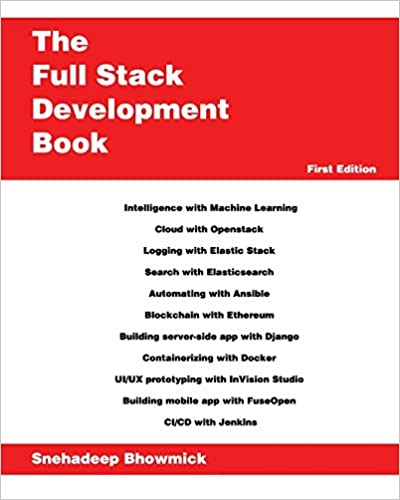 The
Full Stack
Development
Book
First Edition
Intelligence with Machine Learning
Cloud with Openstack
Logging with Elastic Stack
Search with Elasticsearch
Automating with Ansible
Blockchain with Ethereum
Building server-side app with Django
Containerizing with Docker
UI/UX prototyping with InVision Studio
Building mobile app with FuseOpen
CI/CD with Jenkins
Snehadeep Bhowmick